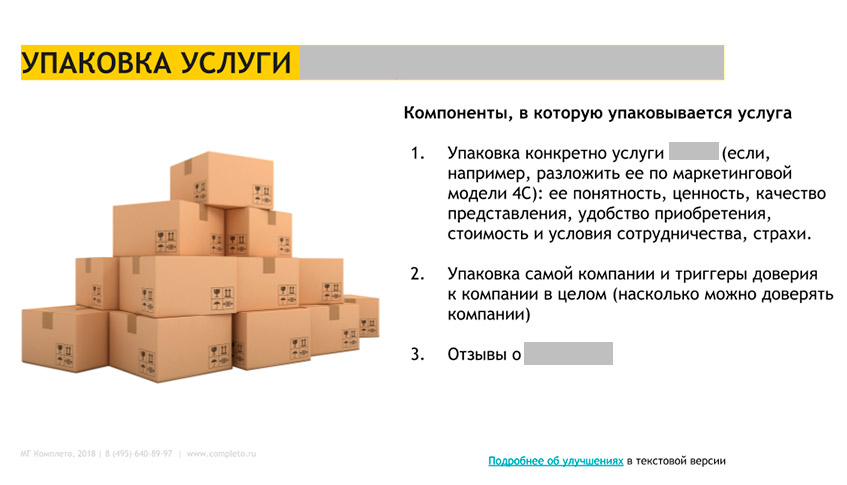 УПАКОВКА УСЛУГИ
Компоненты, в которую упаковывается услуга
1. Упаковка конкретно услуги (если,
например, разложить ее по маркетинговой
модели 4С): ее понятность, ценность, качество
представления, удобство приобретения,
стоимость и условия сотрудничества, страхи.
2. Упаковка самой компании и триггеры доверия
к компании в целом (насколько можно доверять
компании)
3. Отзывы о
МГ Комплето, 2018 | 8 (495) 640-89-97 | www.completo.ru
Подробнее об улучшениях в текстовой версии